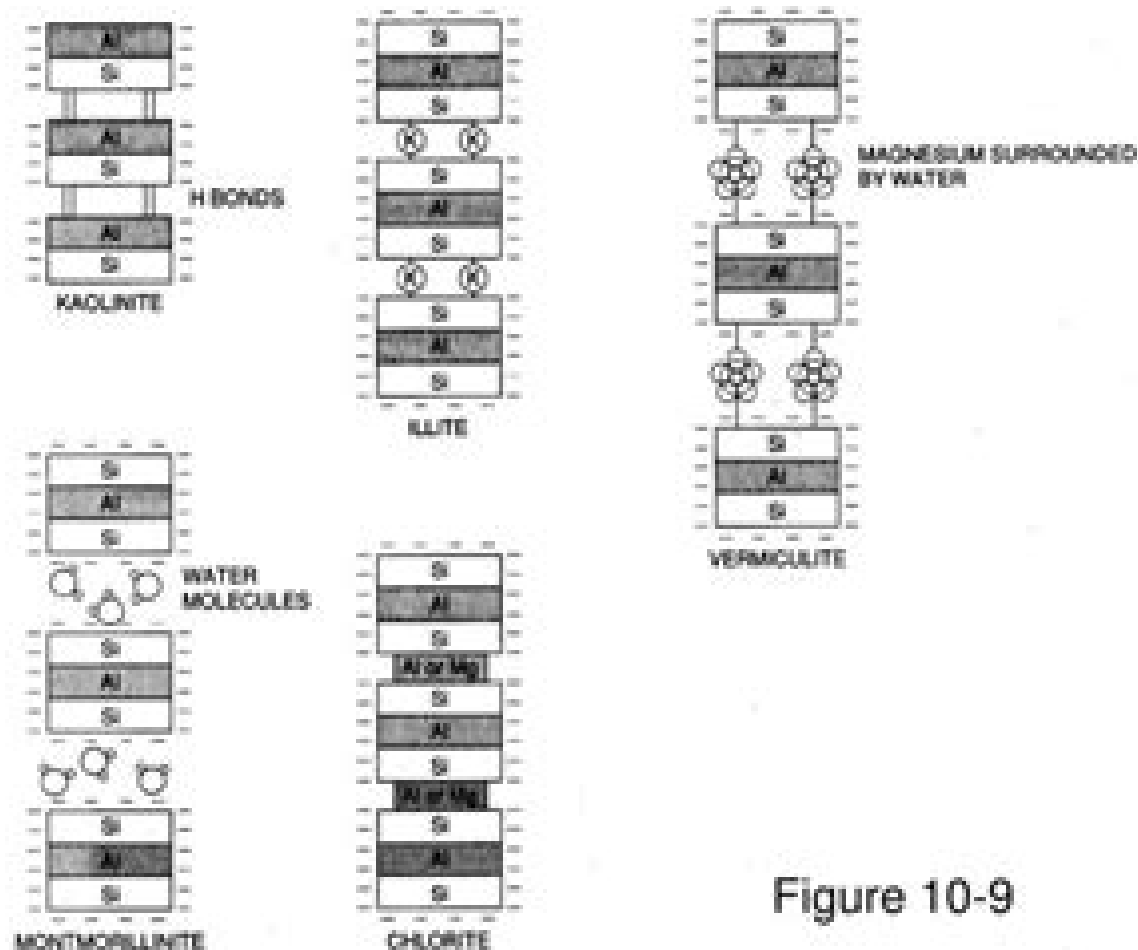 Al
Si
Al
Si
H BONDS
Al
Si
KAOLINITE
Si
Al
Si
K K
Si
Al
Si
K K
Si
Al
Si
ILLITE
Si
Al
Si
MAGNESIUM SURROUNDED
BY WATER
Si
Al
Si
Si
Al
Si
VERMICULITE
Si
Al
Si
WATER
MOLECULES
Si
Al
Si
Si
Al
Si
MONTMORILLINITE
Si
Al
Si
Al or Mg
Si
Al
Si
Al or Mg
Si
Al
Si
CHLORITE
Figure 10-9